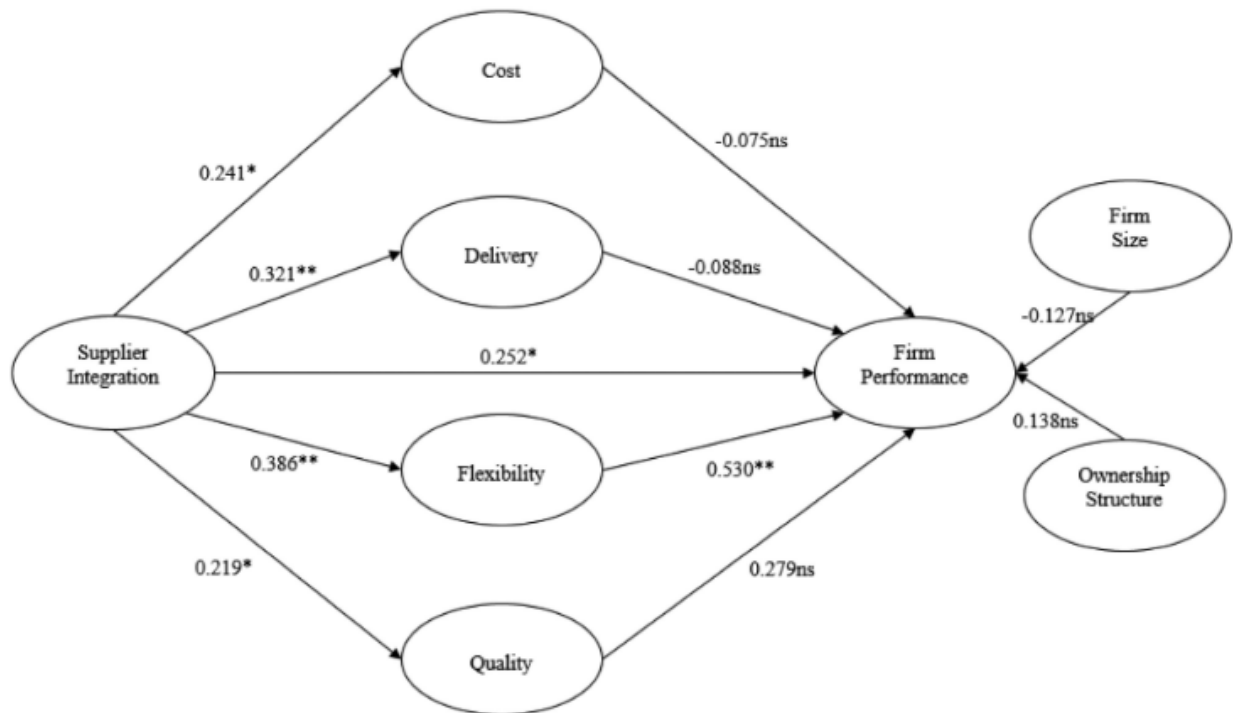 Cost
-0.075ns
0.241*
Firm
Size
Delivery
0.321**
-0.088ns
-0.127ns
Supplier
Integration
0.252*
Firm
Performance
0.138ns
0.386**
Flexibility
0.530**
Ownership
Structure
0.219*
0.279ns
Quality